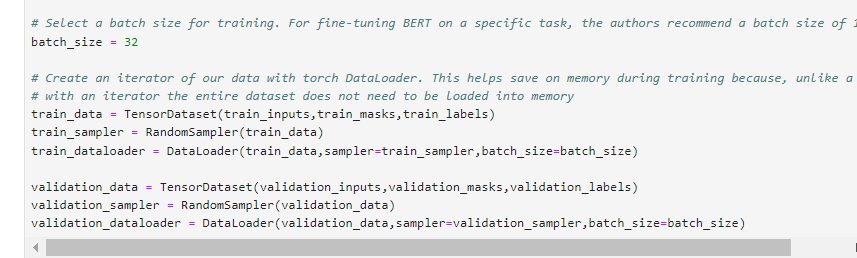 # Select a batch size for training. For fine-tuning BERT on a specific task, the authors recommend a batch size of
batch_size = 32
# Create an iterator of our data with torch DataLoader. This helps save on memory during training because, unlike a
# with an iterator the entire dataset does not need to be loaded into memory
train_data = TensorDataset(train_inputs,train_masks,train_labels)
train_sampler = RandomSampler(train_data)
train_dataloader = DataLoader(train_data,sampler=train_sampler,batch_size=batch_size)
validation_data = TensorDataset(validation_inputs,validation_masks,validation_labels)
validation_sampler = RandomSampler(validation_data)
validation_dataloader = DataLoader(validation_data,sampler=validation_sampler,batch_size=batch_size)